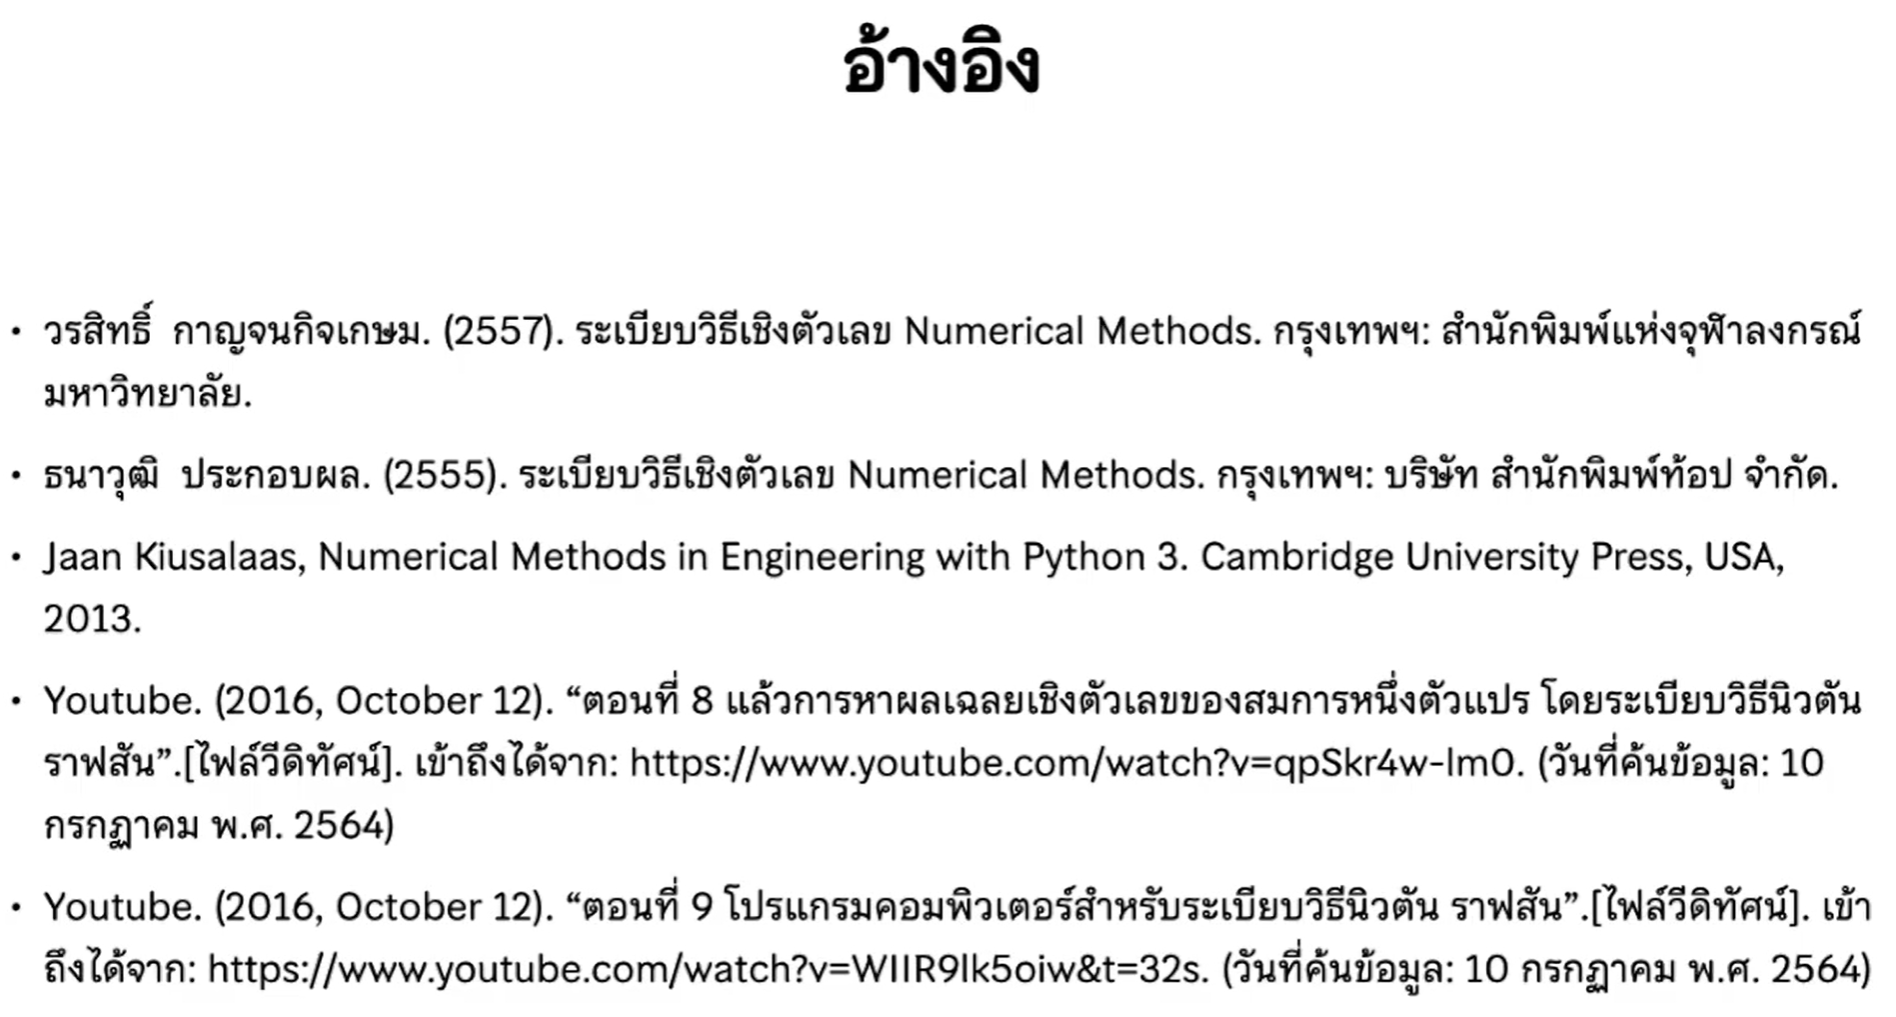 อ้างอิง
• วรสิทธิ์ กาญจนกิจเกษม. (2557). ระเบียบวิธีเชิงตัวเลข Numerical Methods. กรุงเทพฯ: สำนักพิมพ์แห่งจุฬาลงกรณ์
มหาวิทยาลัย.
• ธนาวุฒิ ประกอบผล. (2555). ระเบียบวิธีเชิงตัวเลข Numerical Methods. กรุงเทพฯ: บริษัท สำนักพิมพ์ท้อป จำกัด.
• Jaan Kiusalaas, Numerical Methods in Engineering with Python 3. Cambridge University Press, USA,
2013.
• Youtube. (2016, October 12). “ตอนที่ 8 แล้วการหาผลเฉลยเชิงตัวเลขของสมการหนึ่งตัวแปร โดยระเบียบวิธีนิวตัน
ราฟสัน”.[ไฟล์วีดิทัศน์]. เข้าถึงได้จาก: https://www.youtube.com/watch?v=qpSkr4w-lm0. (วันที่ค้นข้อมูล: 10
กรกฏาคม พ.ศ. 2564)
• Youtube. (2016, October 12). “ตอนที่ 9 โปรแกรมคอมพิวเตอร์สำหรับระเบียบวิธีนิวตัน ราฟสัน”.[ไฟล์วีดิทัศน์]. เข้า
ถึงได้จาก: https://www.youtube.com/watch?v=WIIR9lk5oiw&t=32s. (วันที่ค้นข้อมูล: 10 กรกฏาคม พ.ศ. 2564)